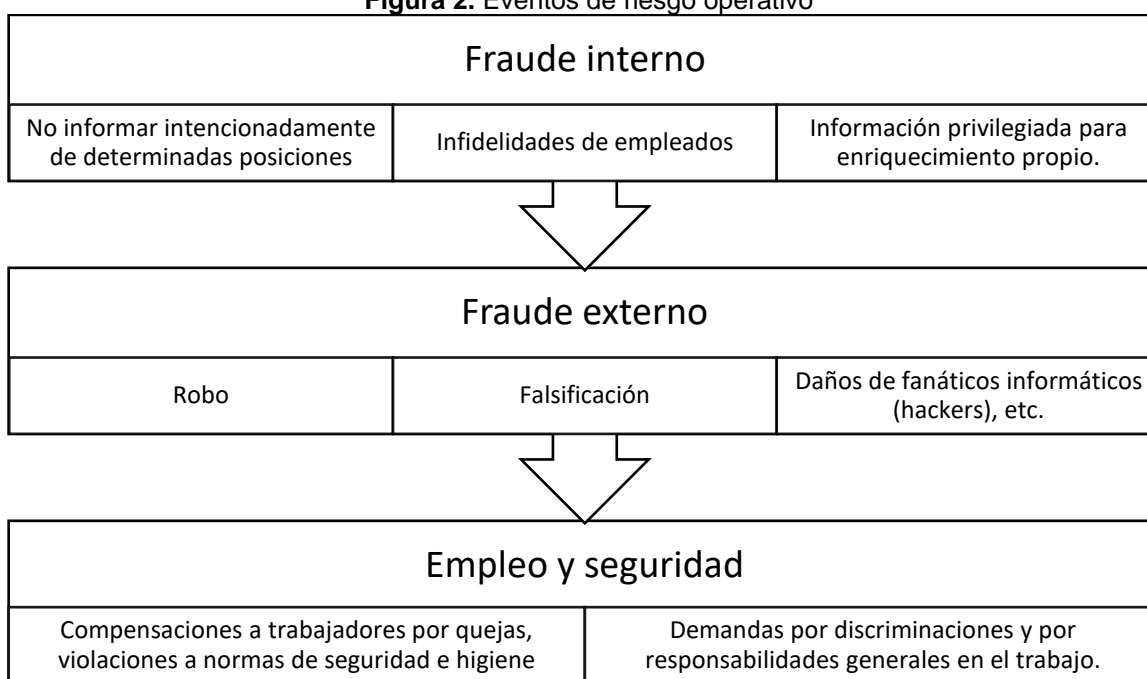 Figura 2. Eventos de riesgo operativo
Fraude interno
No informar intencionadamente
de determinadas posiciones
Infidelidades de empleados
Información privilegiada para
enriquecimiento propio.
Fraude externo
Robo
Falsificación
Daños de fanáticos informáticos
(hackers), etc.
Empleo y seguridad
Compensaciones a trabajadores por quejas,
violaciones a normas de seguridad e higiene
Demandas por discriminaciones y por
responsabilidades generales en el trabajo.